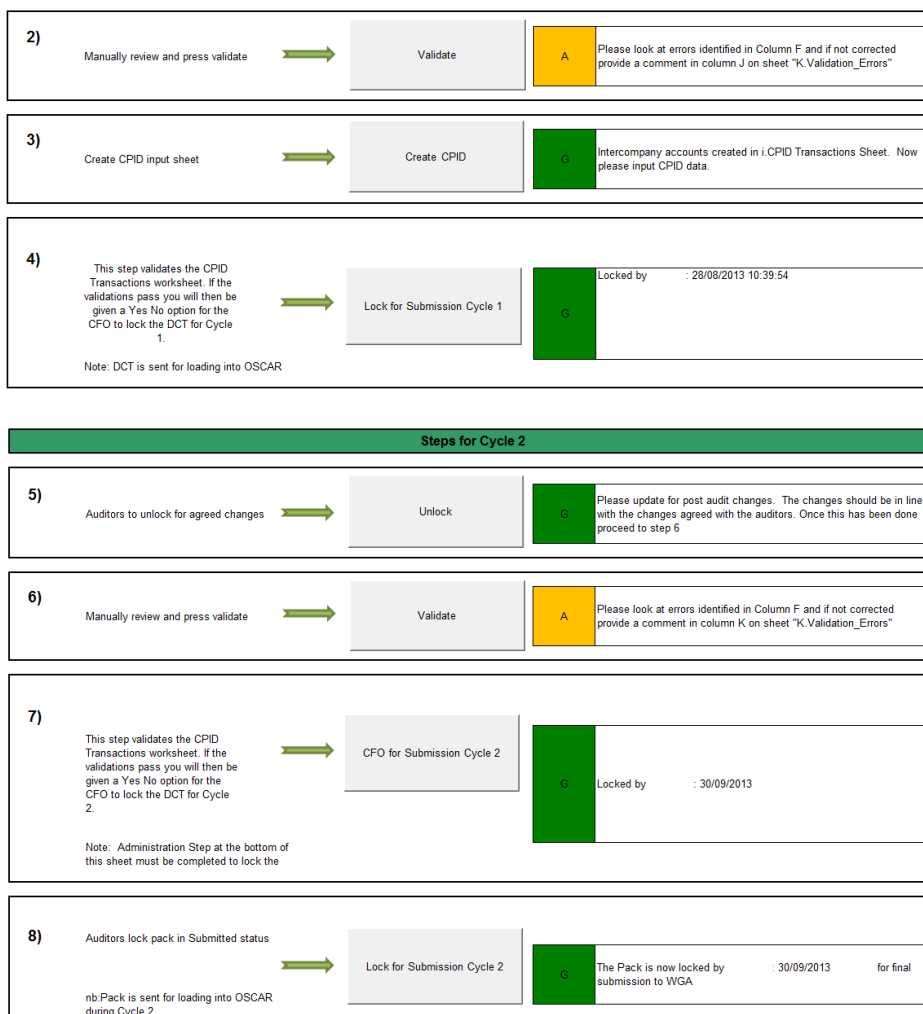 2)
Manually review and press validate
Validate
A
Please look at errors identified in Column F and if not corrected
provide a comment in column J on sheet "K.Validation_Errors"
3)
Create CPID input sheet
Create CPID
G
Intercompany accounts created in i.CPID Transactions Sheet. Now
please input CPID data.
4)
This step validates the CPID
Transactions worksheet. If the
validations pass you will then be
given a Yes No option for the
CFO to lock the DCT for Cycle
1.
Note: DCT is sent for loading into OSCAR
Lock for Submission Cycle 1
G
Locked by : 28/08/2013 10:39:54
Steps for Cycle 2
5)
Auditors to unlock for agreed changes
Unlock
G
Please update for post audit changes. The changes should be in line
with the changes agreed with the auditors. Once this has been done
proceed to step 6
6)
Manually review and press validate
Validate
A
Please look at errors identified in Column F and if not corrected
provide a comment in column K on sheet "K.Validation_Errors"
7)
This step validates the CPID
Transactions worksheet. If the
validations pass you will then be
given a Yes No option for the
CFO to lock the DCT for Cycle
2.
Note: Administration Step at the bottom of
this sheet must be completed to lock the
CFO for Submission Cycle 2
G
Locked by : 30/09/2013
8)
Auditors lock pack in Submitted status
nb:Pack is sent for loading into OSCAR
during Cycle 2
Lock for Submission Cycle 2
G
The Pack is now locked by : 30/09/2013 for final
submission to WGA